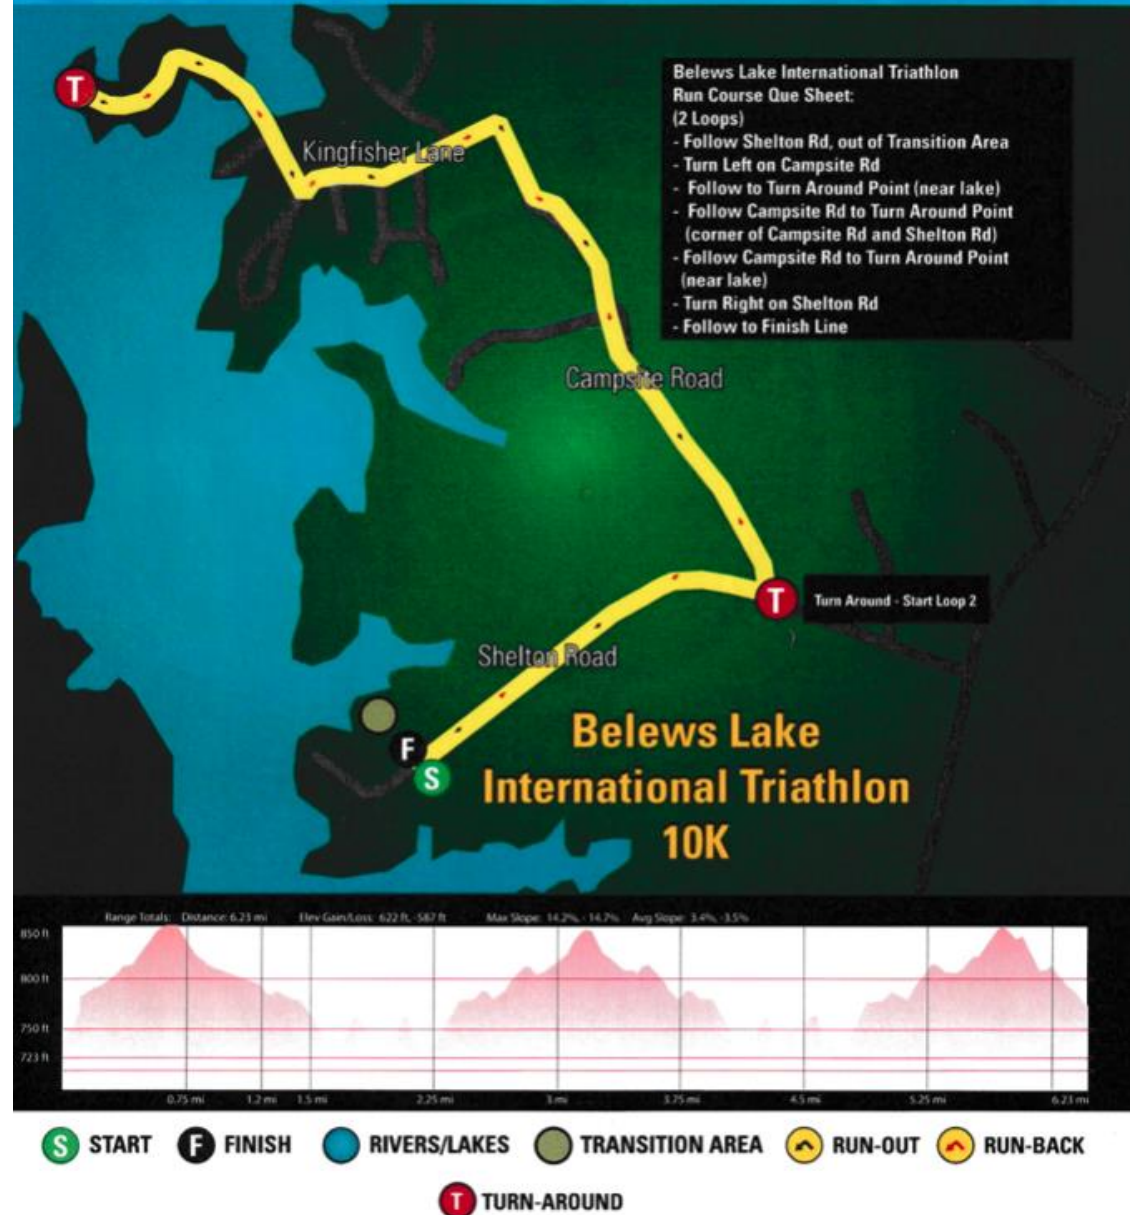 T
Belews Lake International Triathlon
Run Course Que Sheet:
(2 Loops)
- Follow Shelton Rd, out of Transition Area
- Turn Left on Campsite Rd
- Follow to Turn Around Point (near lake)
- Follow Campsite Rd to Turn Around Point
(corner of Campsite Rd and Shelton Rd)
- Follow Campsite Rd to Turn Around Point
(near lake)
- Turn Right on Shelton Rd
- Follow to Finish Line
Kingfisher Lane
Campsite Road
T
Turn Around - Start Loop 2
Shelton Road
F
S
Belews Lake
International Triathlon
10K
Range Totals: Distance: 6.23 mi Elev Gain/Loss: 622 ft, -587 ft Max Slope: 14.2%, -14.7% Avg Slope: 3.4%, -3.5%
850 ft
800 ft
750 ft
723 ft
0.75 mi 1.2 mi 1.5 mi 2.25 mi 3 mi 3.75 mi 4.5 mi 5.25 mi 6.23 mi
S START F FINISH RIVERS/LAKES TRANSITION AREA RUN-OUT RUN-BACK
T TURN-AROUND